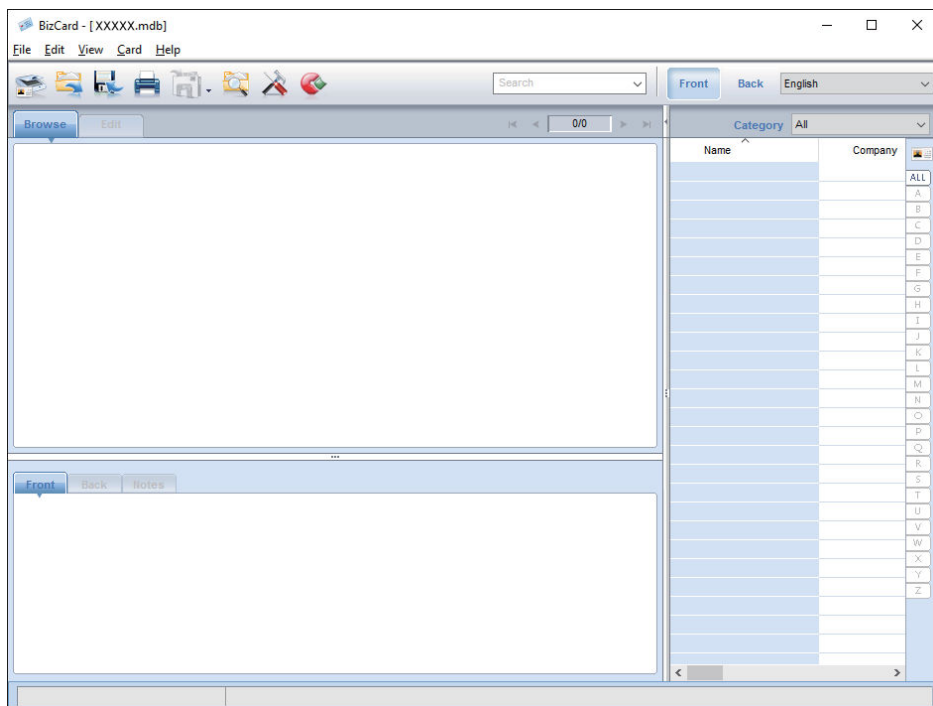 BizCard - [XXXXX.mdb]
File Edit View Card Help
Search
Front Back English
Browse Edit 0/0
Category All
Name Company
ALL
A
B
C
D
E
F
G
H
I
J
K
L
M
N
O
P
Q
R
S
T
U
V
W
X
Y
Z
Front Back Notes